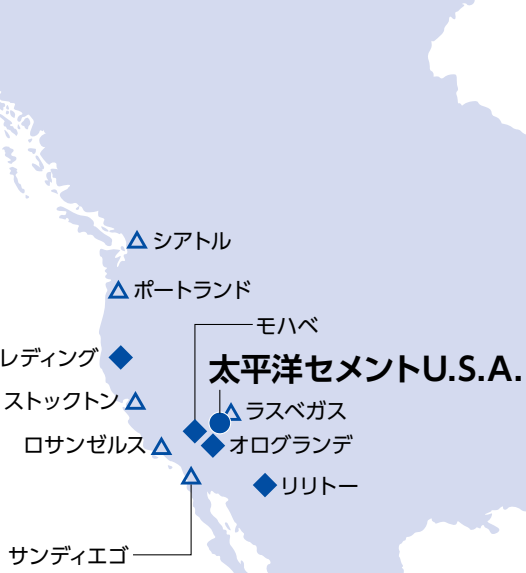 シアトル
ポートランド
モハベ
レディング
太平洋セメントU.S.A.
ストックトン
ラスベガス
ロサンゼルス
オログランデ
リリトー
サンディエゴ